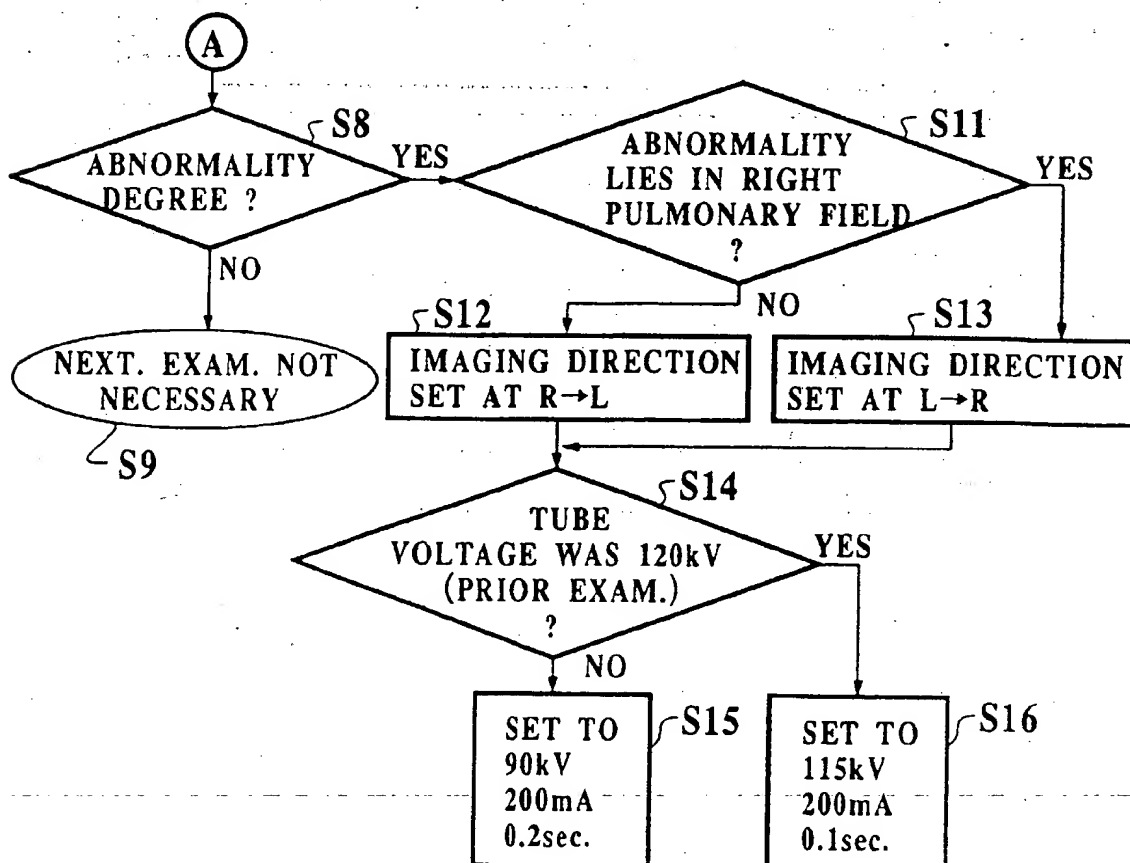 A
S8
ABNORMALITY
DEGREE ?
YES
NO
S11
ABNORMALITY
LIES IN RIGHT
PULMONARY FIELD
?
YES
NO
NEXT. EXAM. NOT
NECESSARY
S9
S12
IMAGING DIRECTION
SET AT R→L
S13
IMAGING DIRECTION
SET AT L→R
S14
TUBE
VOLTAGE WAS 120kV
(PRIOR EXAM.)
?
YES
NO
S15
SET TO
90kV
200mA
0.2sec.
S16
SET TO
115kV
200mA
0.1sec.